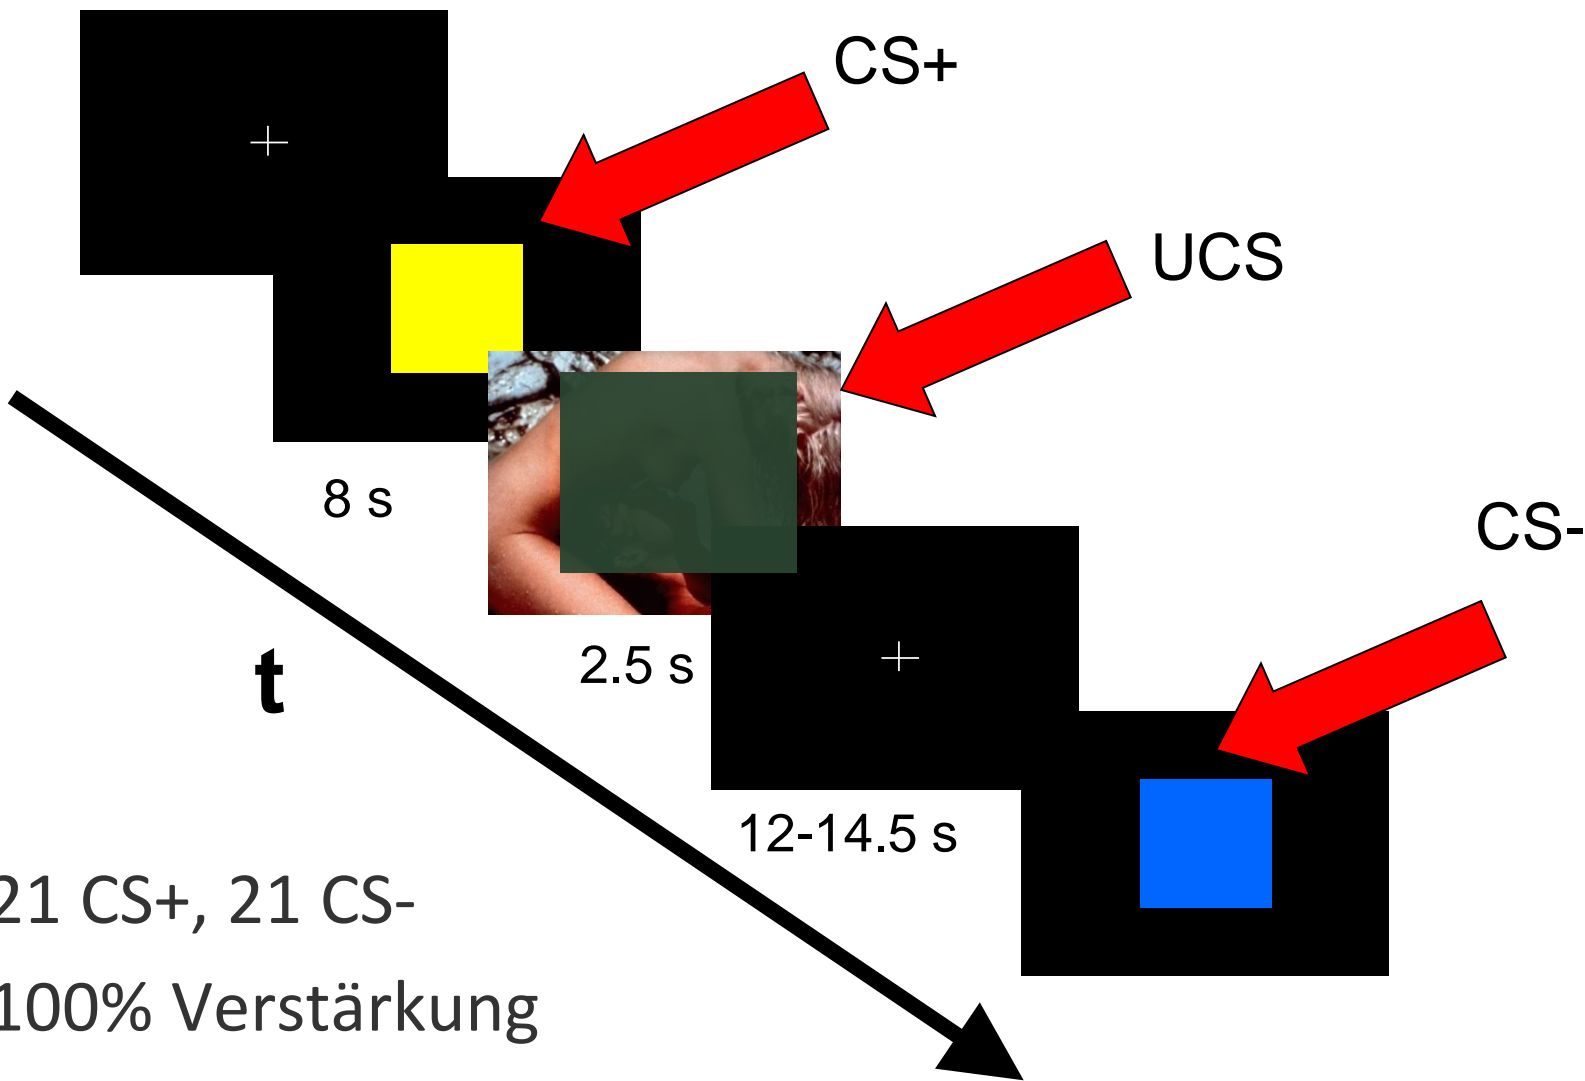 CS+
UCS
8 s
CS-
2.5 s
t
12-14.5 s
21 CS+, 21 CS-
100% Verstärkung